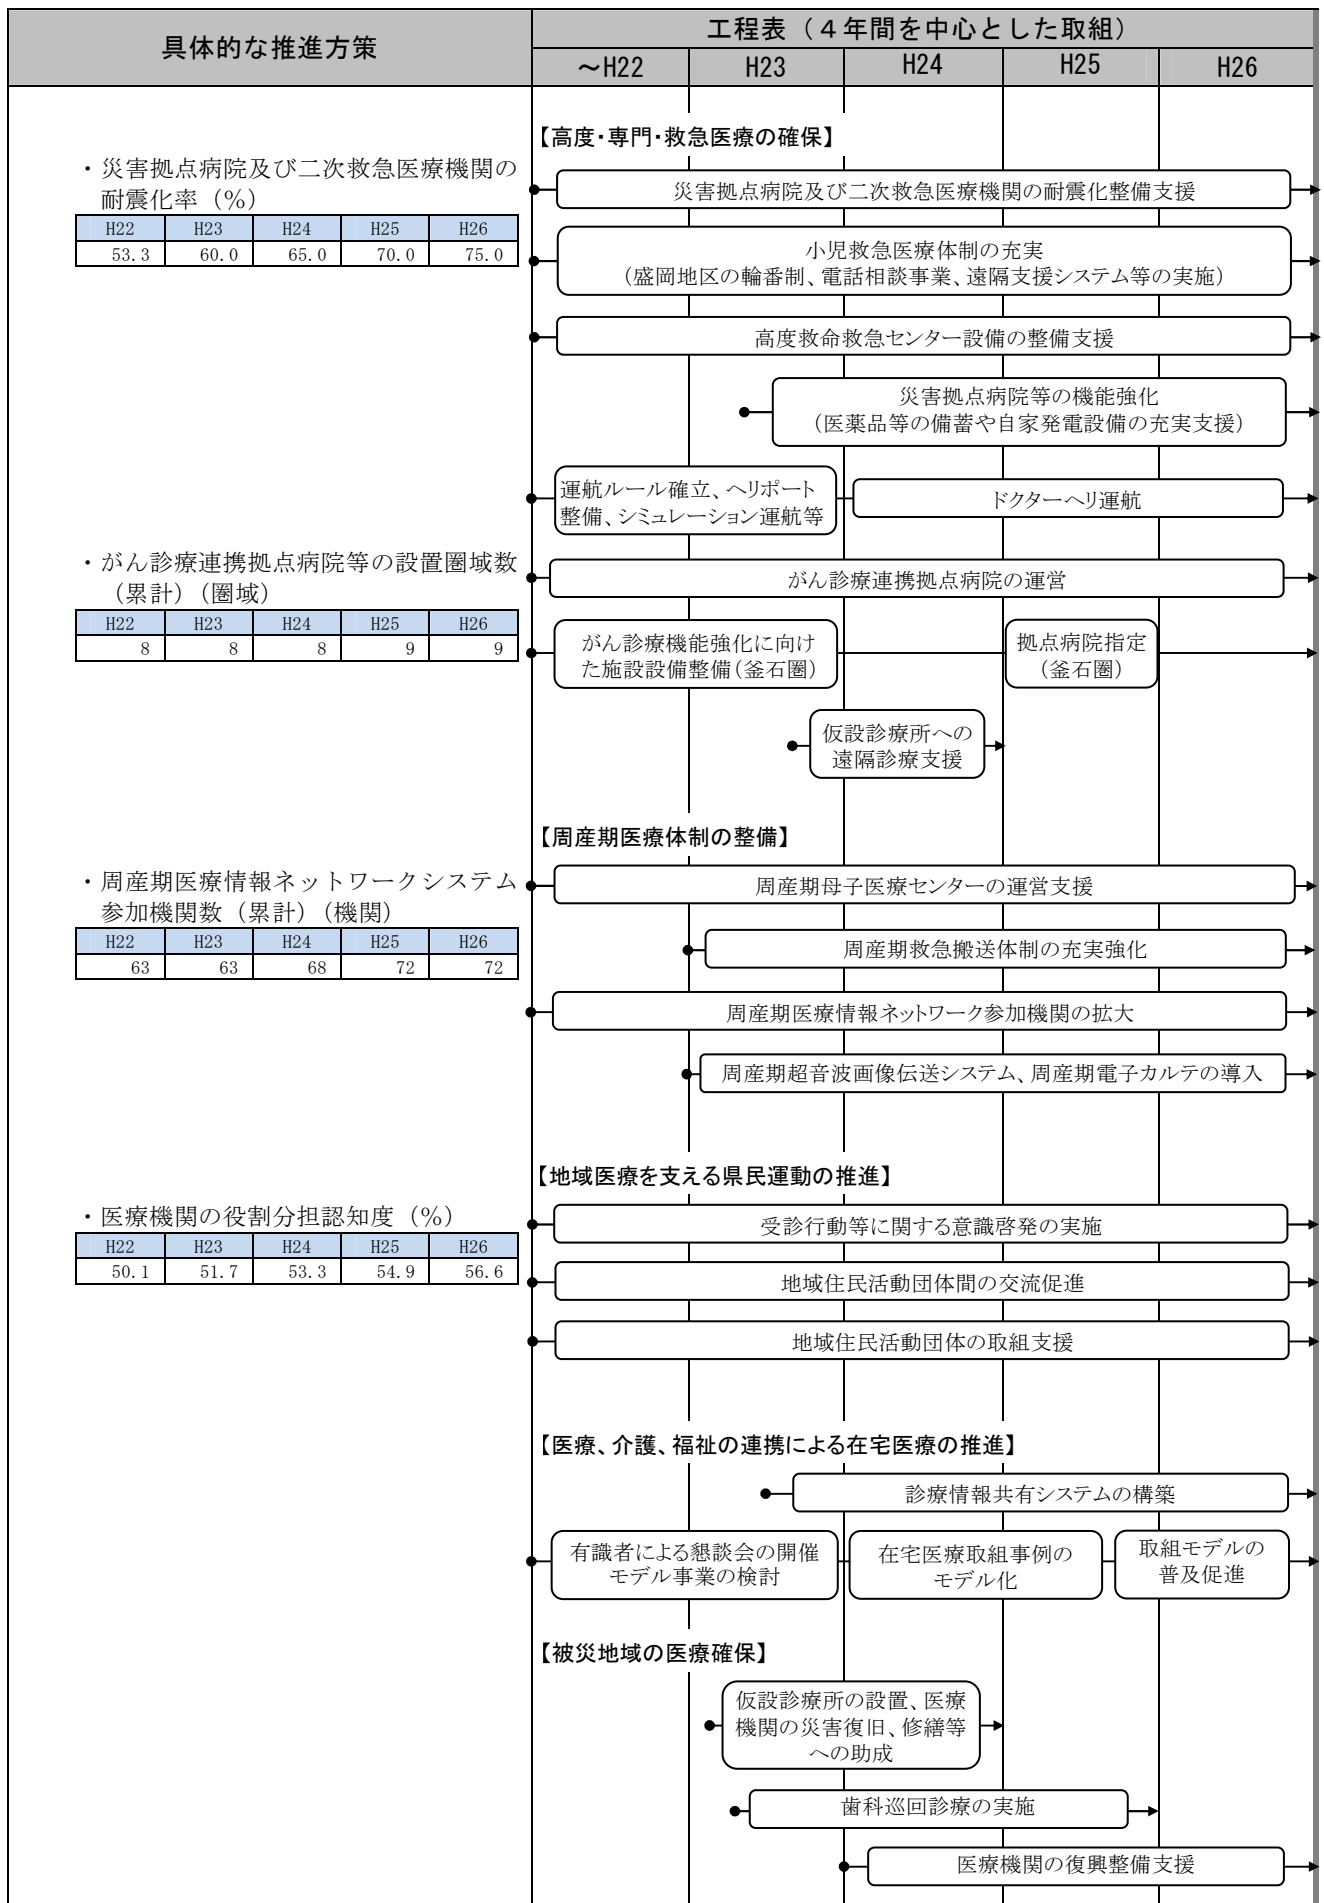 具体的な推進方策
工程表（４年間を中心とした取組）
～H22 H23 H24 H25 H26
【高度・専門・救急医療の確保】
・災害拠点病院及び二次救急医療機関の
耐震化率（％）
H22 H23 H24 H25 H26
53.3 60.0 65.0 70.0 75.0
災害拠点病院及び二次救急医療機関の耐震化整備支援
小児救急医療体制の充実
（盛岡地区の輪番制、電話相談事業、遠隔支援システム等の実施）
高度救命救急センター設備の整備支援
災害拠点病院等の機能強化
（医薬品等の備蓄や自家発電設備の充実支援）
運航ルール確立、ヘリポート
整備、シミュレーション運航等
ドクターヘリ運航
・がん診療連携拠点病院等の設置圏域数
（累計）（圏域）
H22 H23 H24 H25 H26
8 8 8 9 9
がん診療連携拠点病院の運営
がん診療機能強化に向け
た施設設備整備（釜石圏）
拠点病院指定
（釜石圏）
仮設診療所への
遠隔診療支援
【周産期医療体制の整備】
・周産期医療情報ネットワークシステム
参加機関数（累計）（機関）
H22 H23 H24 H25 H26
63 63 68 72 72
周産期母子医療センターの運営支援
周産期救急搬送体制の充実強化
周産期医療情報ネットワーク参加機関の拡大
周産期超音波画像伝送システム、周産期電子カルテの導入
【地域医療を支える県民運動の推進】
・医療機関の役割分担認知度（％）
H22 H23 H24 H25 H26
50.1 51.7 53.3 54.9 56.6
受診行動等に関する意識啓発の実施
地域住民活動団体間の交流促進
地域住民活動団体の取組支援
【医療、介護、福祉の連携による在宅医療の推進】
診療情報共有システムの構築
有識者による懇談会の開催
モデル事業の検討
在宅医療取組事例の
モデル化
取組モデルの
普及促進
【被災地域の医療確保】
仮設診療所の設置、医療
機関の災害復旧、修繕等
への助成
歯科巡回診療の実施
医療機関の復興整備支援